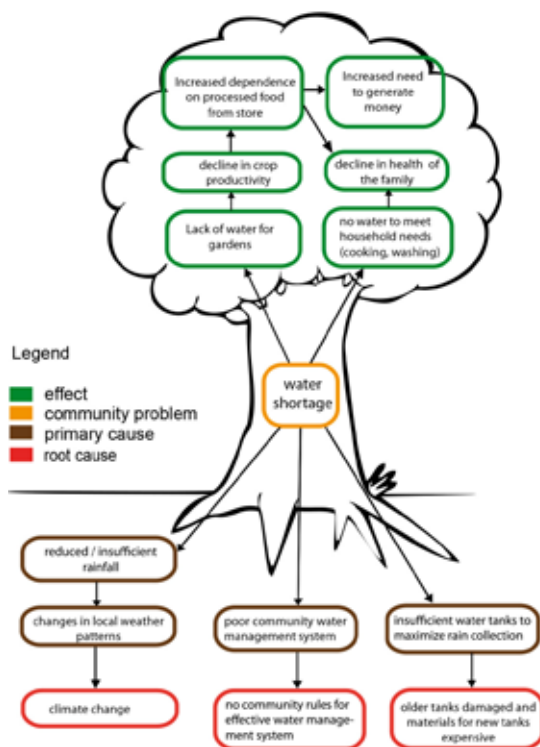 Increased dependence
on processed food
from store
Increased need
to generate
money
decline in crop
productivity
decline in health of
the family
Lack of water for
gardens
no water to meet
household needs
(cooking, washing)
Legend
effect
community problem
primary cause
root cause
water
shortage
reduced / insufficient
rainfall
changes in local weather
patterns
poor community water
management system
insufficient water tanks to
maximize rain collection
climate change
no community rules for
effective water manage-
ment system
older tanks damaged and
materials for new tanks
expensive